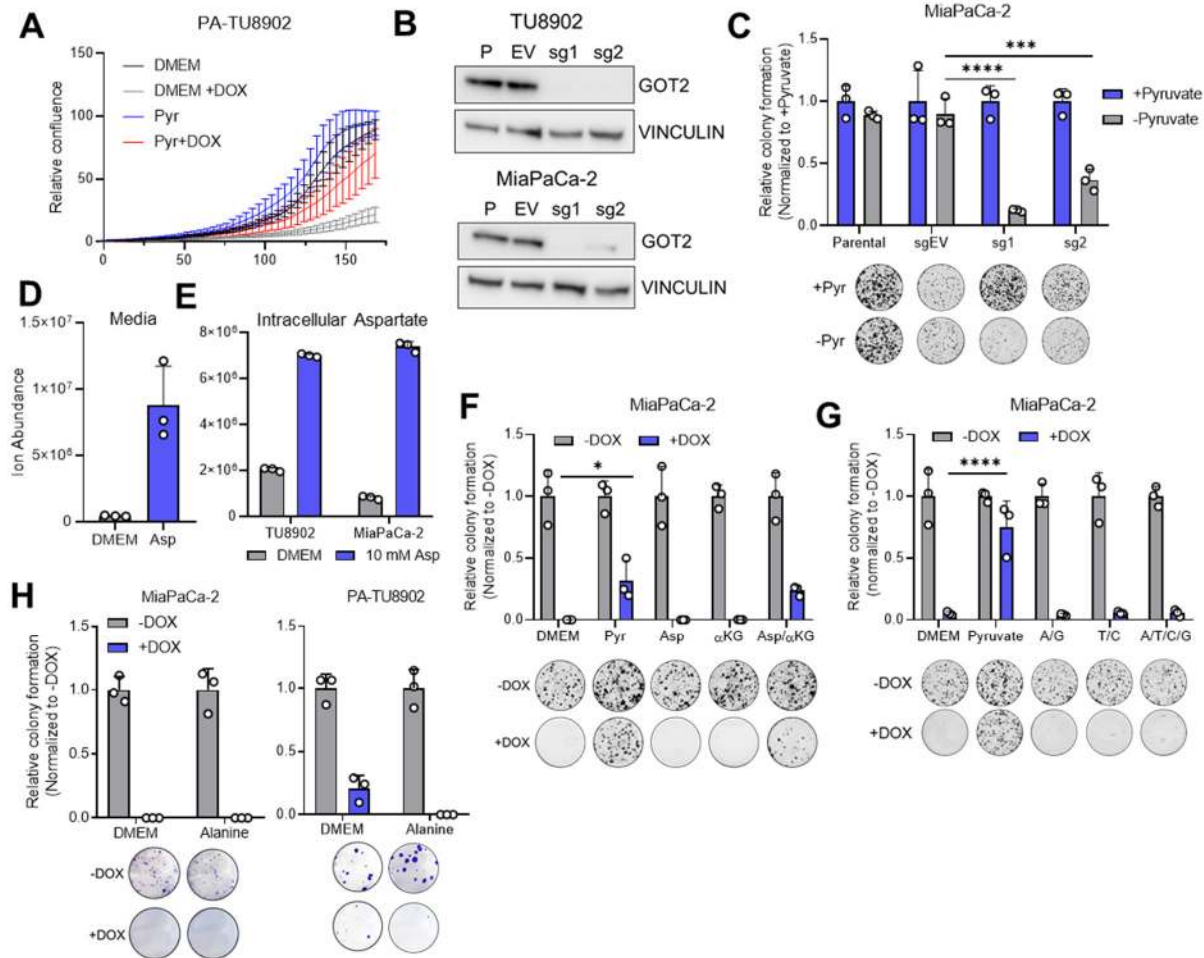 A
PA-TU8902
Relative confluence
150
100
50
0
50
100
150
DMEM
DMEM +DOX
Pyr
Pyr+DOX
B
TU8902
P EV sg1 sg2
GOT2
VINCULIN
MiaPaCa-2
P EV sg1 sg2
GOT2
VINCULIN
C
MiaPaCa-2
Relative colony formation
(Normalized to +Pyruvate)
1.5
1.0
0.5
0.0
***
****
+Pyruvate
-Pyruvate
Parental sgEV sg1 sg2
+Pyr
-Pyr
D
Media
Ion Abundance
1.5×10⁷
1×10⁷
5×10⁶
0
DMEM Asp
E
Intracellular Aspartate
8×10⁶
6×10⁶
4×10⁶
2×10⁶
0
TU8902 MiaPaCa-2
DMEM 10 mM Asp
F
MiaPaCa-2
-DOX +DOX
Relative colony formation
(Normalized to -DOX)
1.5
1.0
0.5
0.0
*
DMEM Pyr Asp αKG Asp/αKG
-DOX
+DOX
G
MiaPaCa-2
-DOX +DOX
Relative colony formation
(normalized to -DOX)
1.5
1.0
0.5
0.0
****
DMEM Pyruvate A/G T/C A/T/C/G
-DOX
+DOX
H
MiaPaCa-2
-DOX
+DOX
Relative colony formation
(Normalized to -DOX)
1.5
1.0
0.5
0.0
DMEM Alanine
-DOX
+DOX
PA-TU8902
1.5
1.0
0.5
0.0
DMEM Alanine
-DOX
+DOX